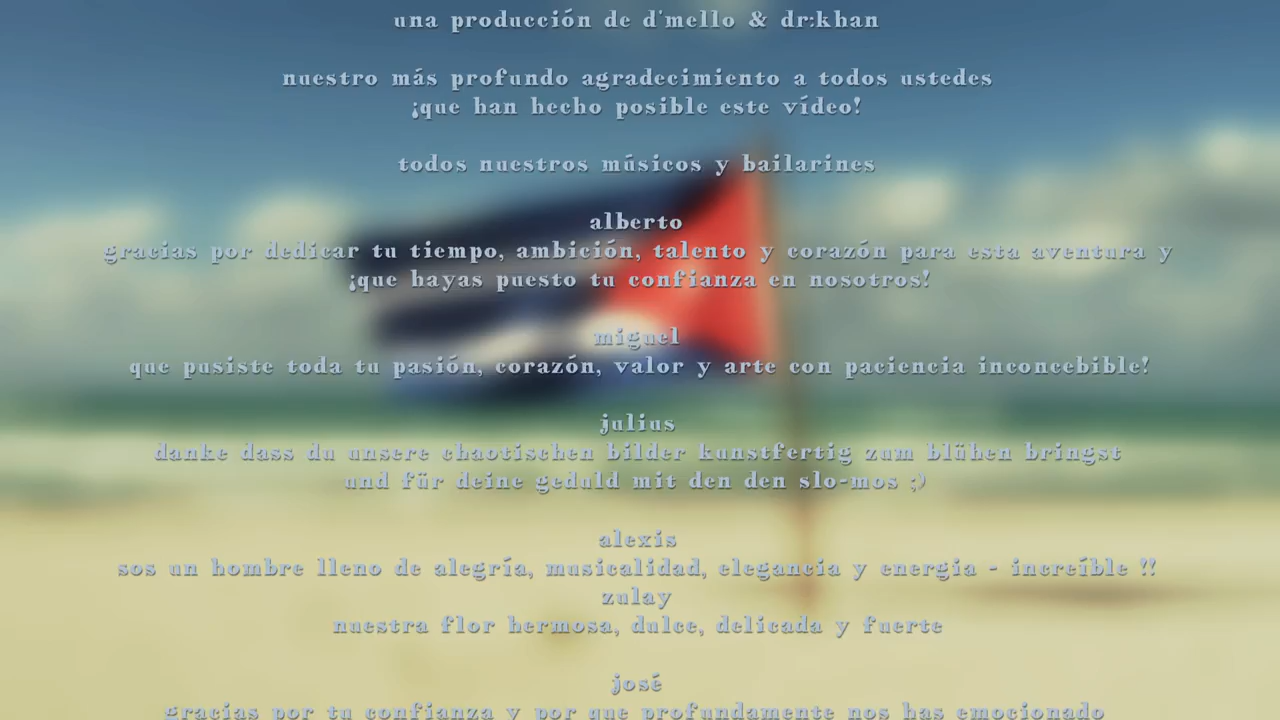 una producción de d'mello & dr:khan
nuestro más profundo agradecimiento a todos ustedes
¡que han hecho posible este vídeo!
todos nuestros músicos y bailarines
alberto
gracias por dedicar tu tiempo, ambición, talento y corazón para esta aventura y
¡que hayas puesto tu confianza en nosotros!
miguel
que pusiste toda tu pasión, corazón, valor y arte con paciencia inconcebible!
julius
danke dass du unsere chaotischen bilder kunstfertig zum blühen bringst
und für deine geduld mit den den slo-mos ;)
alexis
sos un hombre lleno de alegría, musicalidad, elegancia y energia - increíble !!
zulay
nuestra flor hermosa, dulce, delicada y fuerte
josé
gracias por tu confianza y por que profundamente nos has emocionado